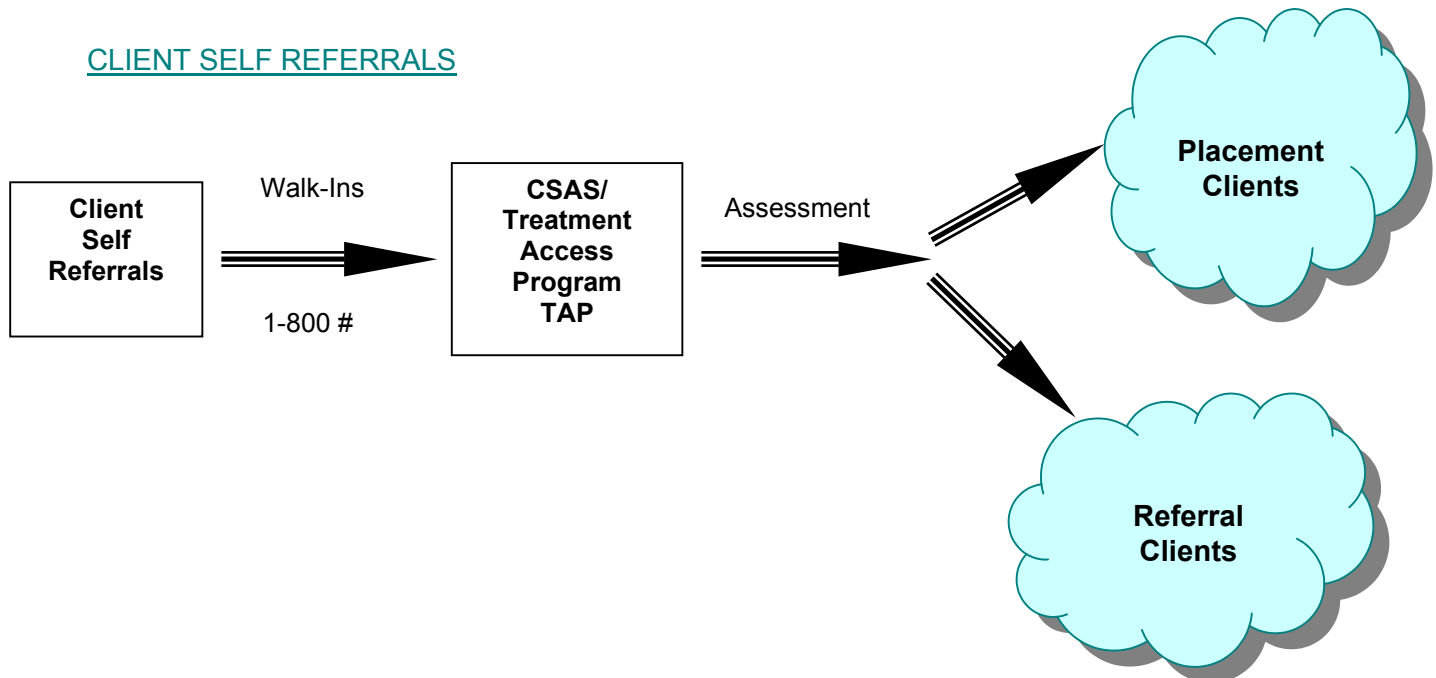 CLIENT SELF REFERRALS
Client
Self
Referrals
Walk-Ins
1-800 #
CSAS/
Treatment
Access
Program
TAP
Assessment
Placement
Clients
Referral
Clients